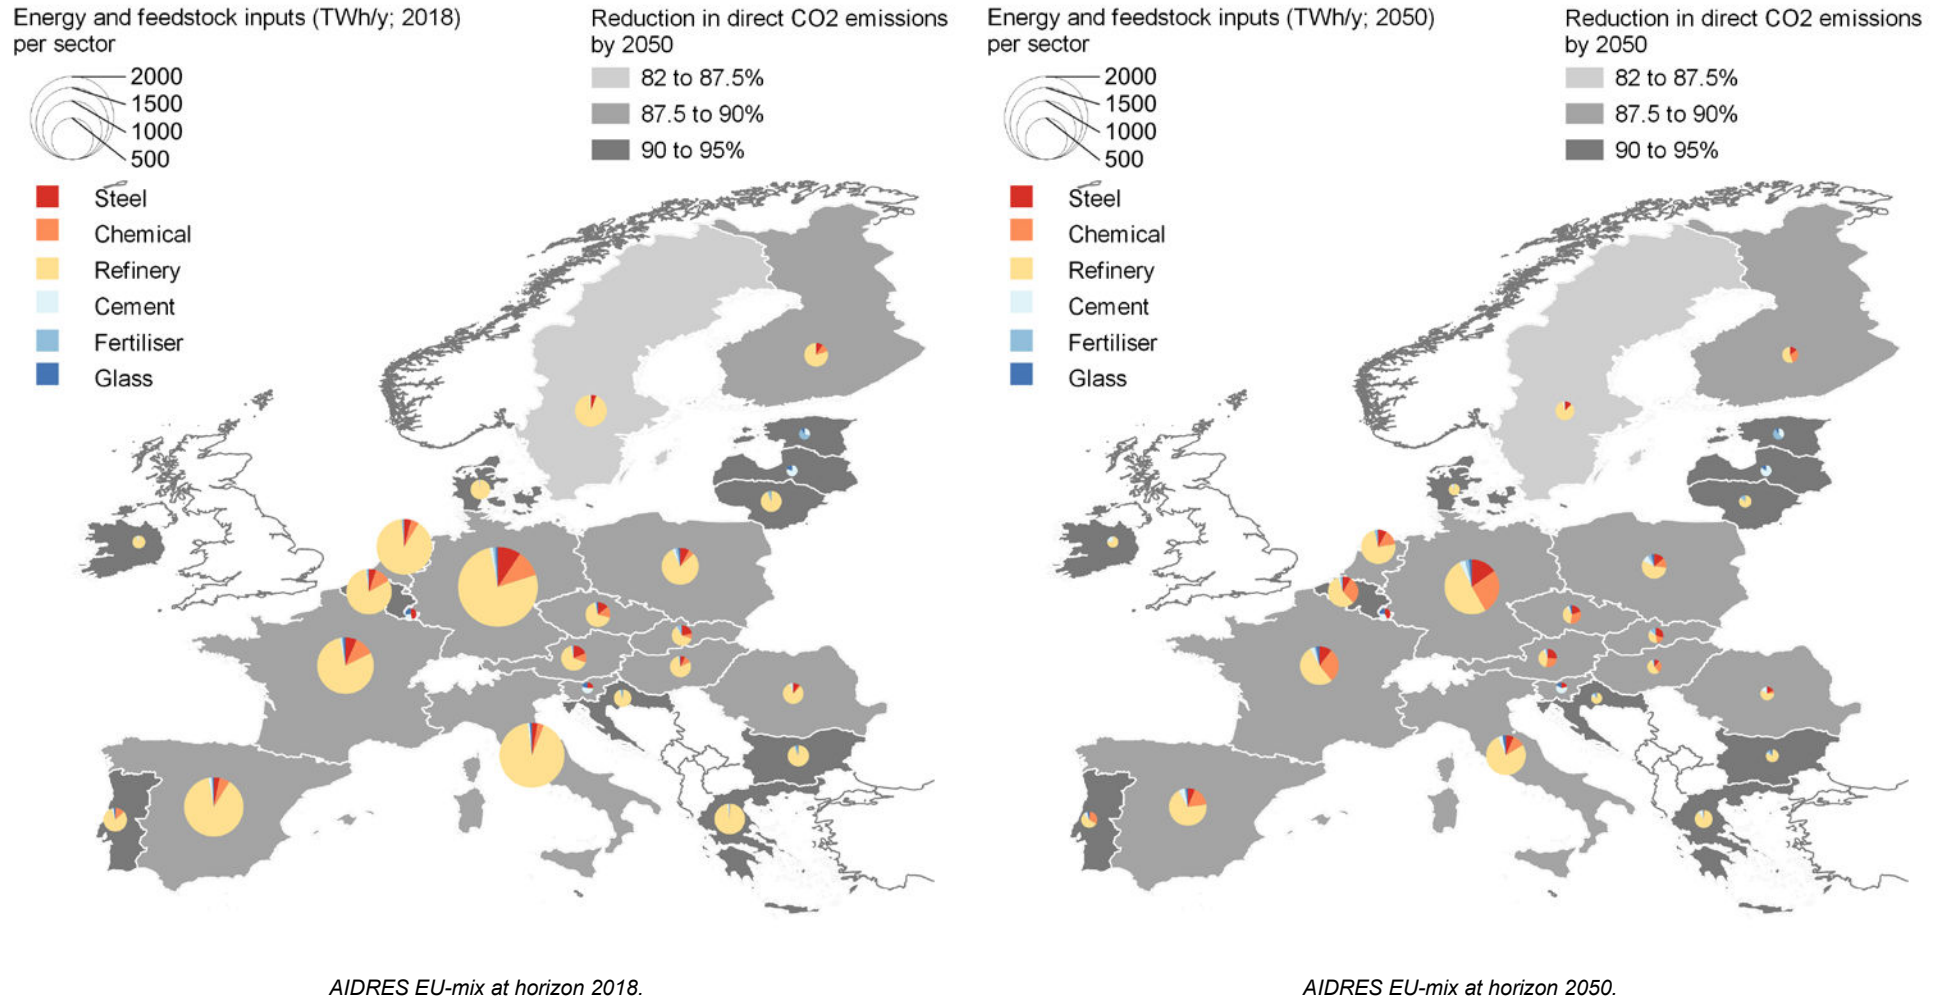 Energy and feedstock inputs (TWh/y; 2018)
per sector
2000
1500
1000
500
Steel
Chemical
Refinery
Cement
Fertiliser
Glass
Reduction in direct CO2 emissions
by 2050
82 to 87.5%
87.5 to 90%
90 to 95%
AIDRES EU-mix at horizon 2018.
Energy and feedstock inputs (TWh/y; 2050)
per sector
2000
1500
1000
500
Steel
Chemical
Refinery
Cement
Fertiliser
Glass
Reduction in direct CO2 emissions
by 2050
82 to 87.5%
87.5 to 90%
90 to 95%
AIDRES EU-mix at horizon 2050.